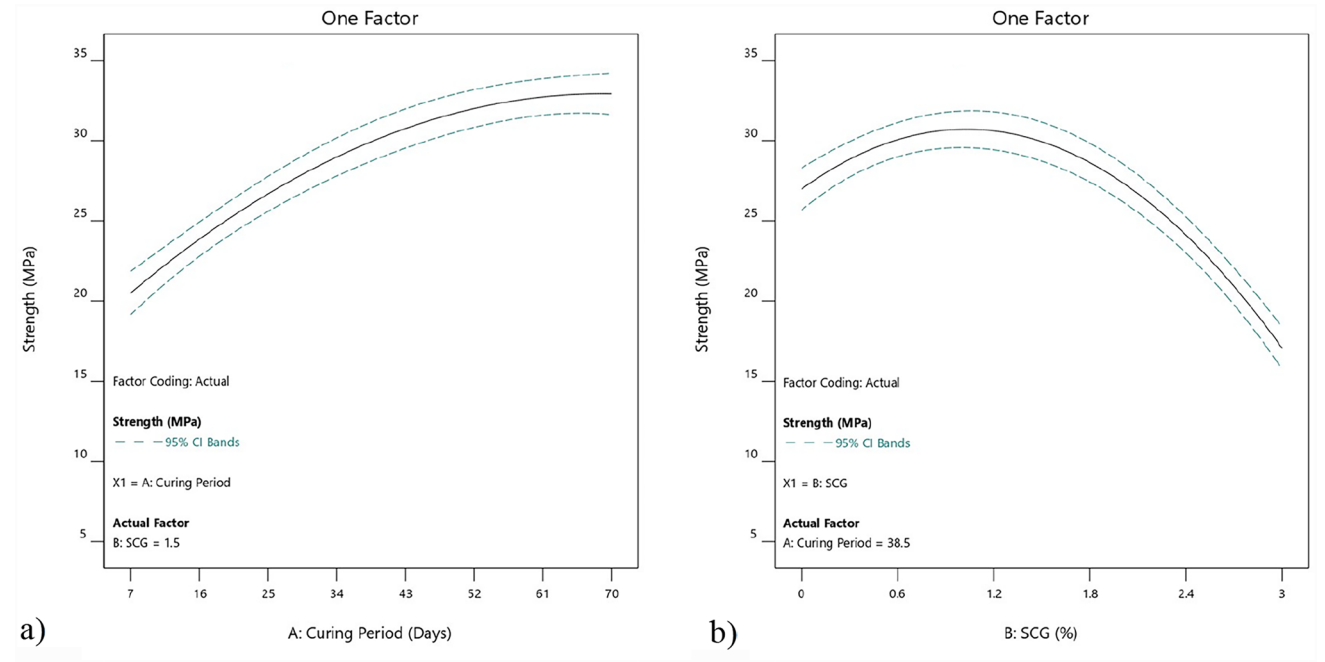 One Factor
35
30
25
20
15
10
5
Strength (MPa)
Factor Coding: Actual
Strength (MPa)
95% CI Bands
X1 = A: Curing Period
Actual Factor
B: SCG = 1.5
7 16 25 34 43 52 61 70
A: Curing Period (Days)
a)
One Factor
35
30
25
20
15
10
5
Strength (MPa)
Factor Coding: Actual
Strength (MPa)
95% CI Bands
X1 = B: SCG
Actual Factor
A: Curing Period = 38.5
0 0.6 1.2 1.8 2.4 3
B: SCG (%)
b)